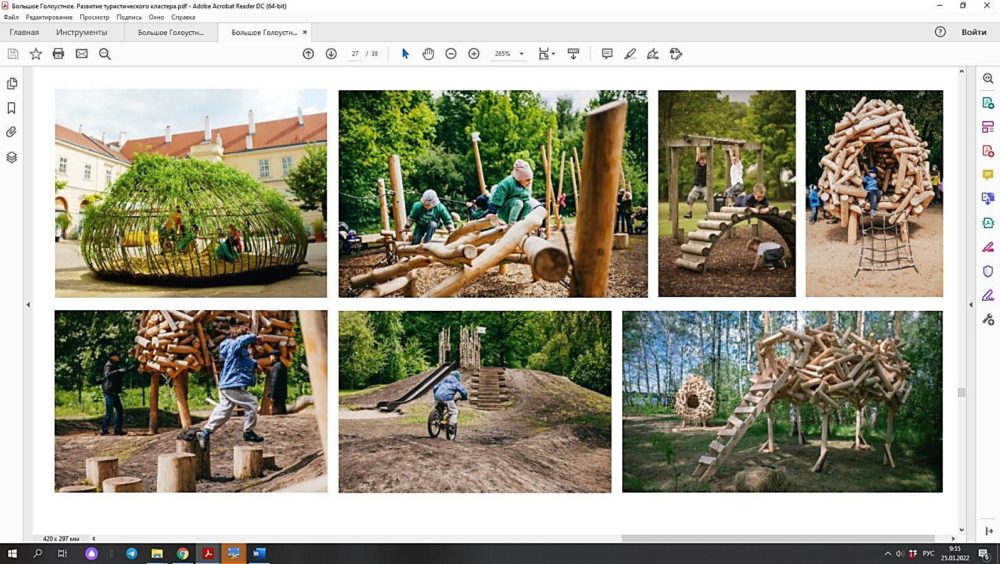 Большое Голоустное. Развитие туристического кластера.pdf - Adobe Acrobat Reader DC (64-bit)
Файл Редактирование Просмотр Подпись Окно Справка
Главная Инструменты Большое Голоустн... Большое Голоустн... × Войти
27 / 38 265%
420 x 297 мм
РУС
9:55
25.03.2022